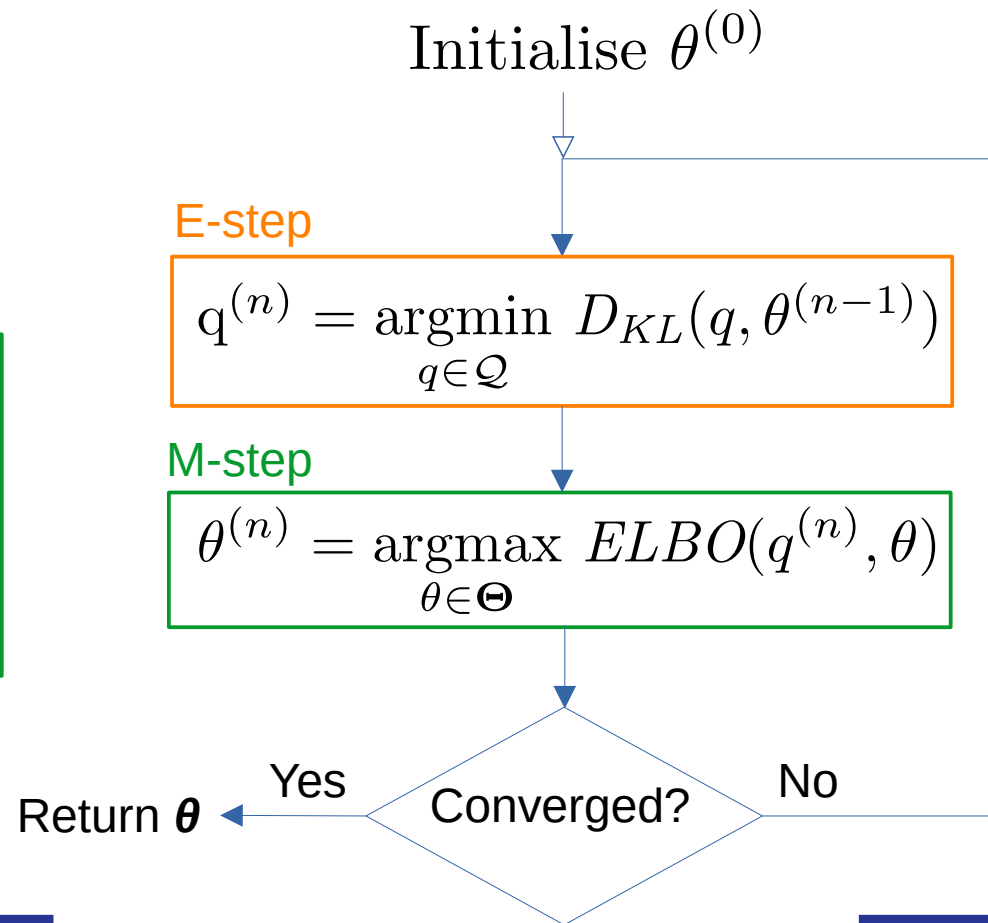 Initialise θ^(0)
E-step
q^(n) = argmin D_KL(q, θ^(n−1))
q∈𝒬
M-step
θ^(n) = argmax ELBO(q^(n), θ)
θ∈Θ
Yes
No
Return θ
Converged?